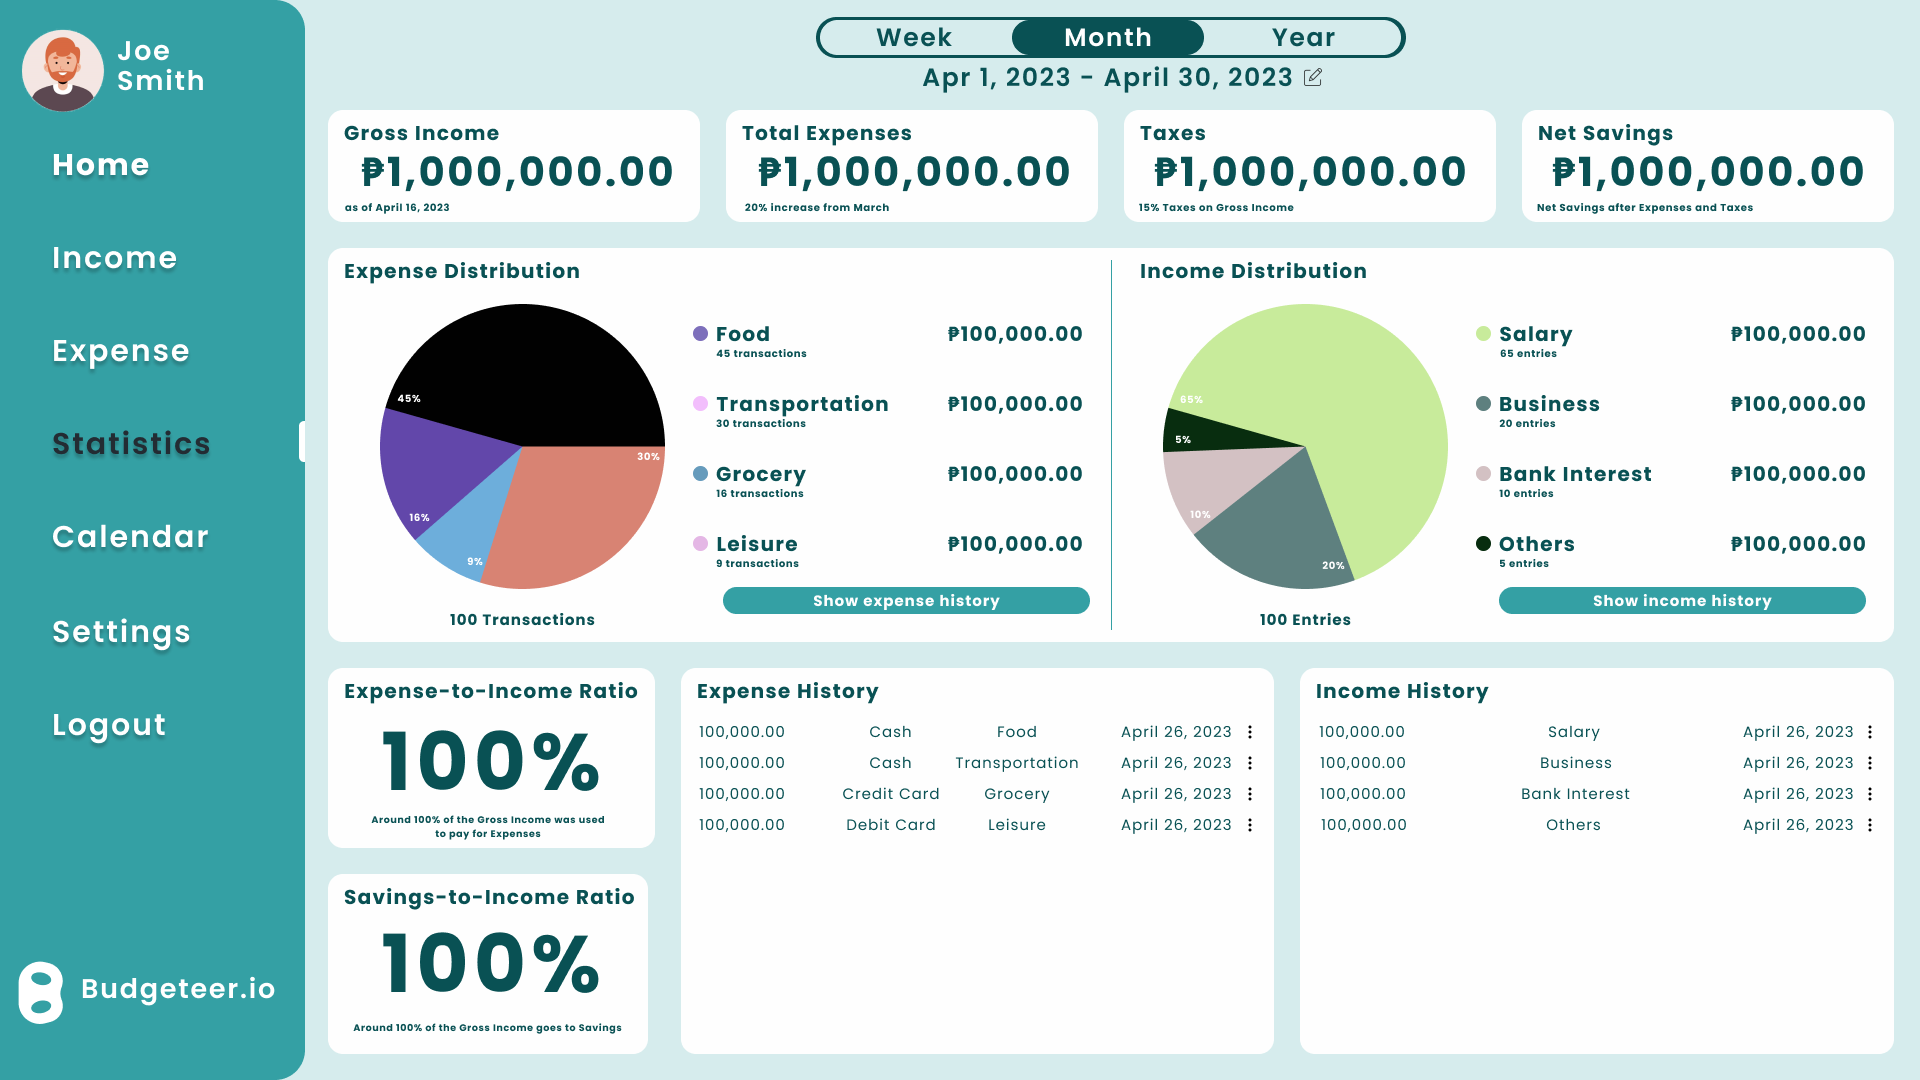 Joe
Smith
Home
Income
Expense
Statistics
Calendar
Settings
Logout
Budgeteer.io
Week Month Year
Apr 1, 2023 - April 30, 2023
Gross Income
₱1,000,000.00
as of April 16, 2023
Total Expenses
₱1,000,000.00
20% increase from March
Taxes
₱1,000,000.00
15% Taxes on Gross Income
Net Savings
₱1,000,000.00
Net Savings after Expenses and Taxes
Expense Distribution
45%
30%
16%
9%
100 Transactions
Food ₱100,000.00
45 transactions
Transportation ₱100,000.00
30 transactions
Grocery ₱100,000.00
16 transactions
Leisure ₱100,000.00
9 transactions
Show expense history
Income Distribution
65%
5%
10%
20%
100 Entries
Salary ₱100,000.00
65 entries
Business ₱100,000.00
20 entries
Bank Interest ₱100,000.00
10 entries
Others ₱100,000.00
5 entries
Show income history
Expense-to-Income Ratio
100%
Around 100% of the Gross Income was used
to pay for Expenses
Savings-to-Income Ratio
100%
Around 100% of the Gross Income goes to Savings
Expense History
100,000.00 Cash Food April 26, 2023
100,000.00 Cash Transportation April 26, 2023
100,000.00 Credit Card Grocery April 26, 2023
100,000.00 Debit Card Leisure April 26, 2023
Income History
100,000.00 Salary April 26, 2023
100,000.00 Business April 26, 2023
100,000.00 Bank Interest April 26, 2023
100,000.00 Others April 26, 2023